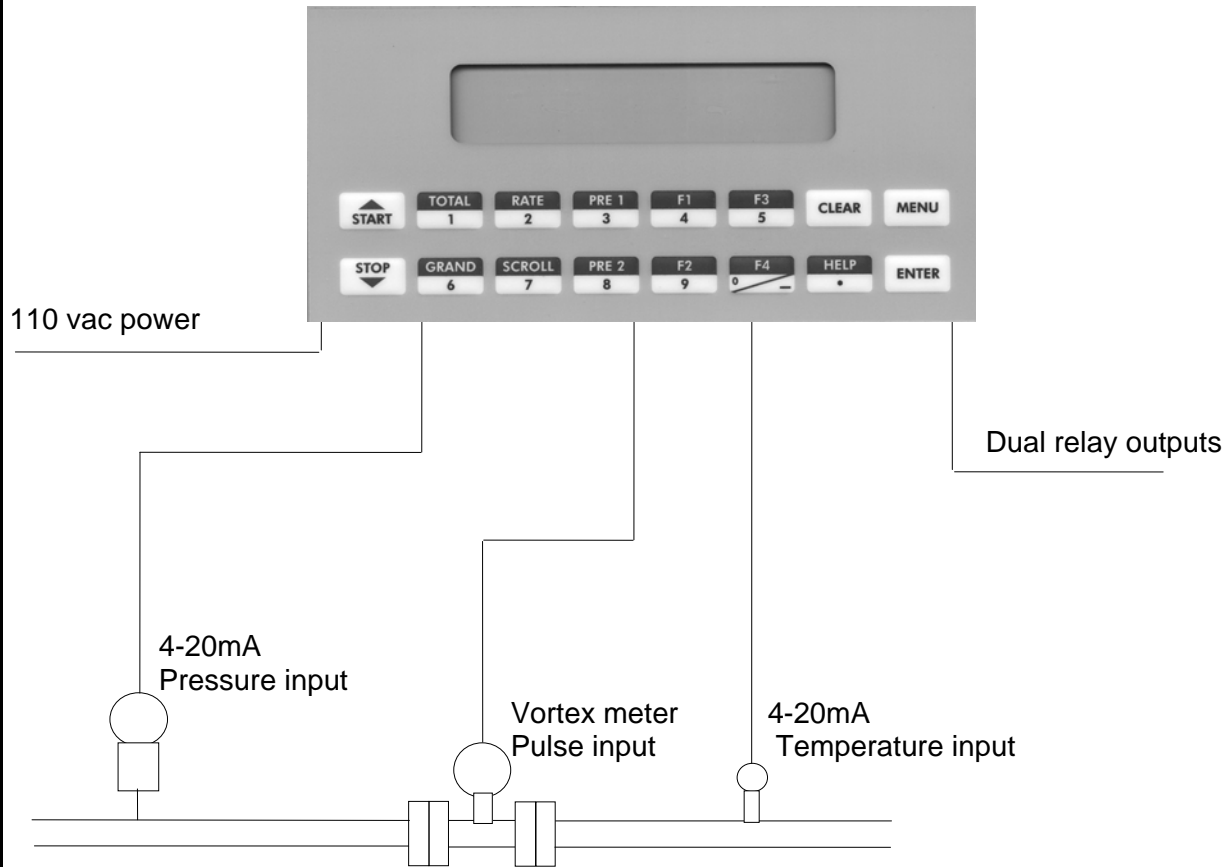 START TOTAL 1 RATE 2 PRE 1 3 F1 4 F3 5 CLEAR MENU
STOP GRAND 6 SCROLL 7 PRE 2 8 F2 9 F4 0 – HELP • ENTER
110 vac power
Dual relay outputs
4-20mA
Pressure input
Vortex meter
Pulse input
4-20mA
Temperature input